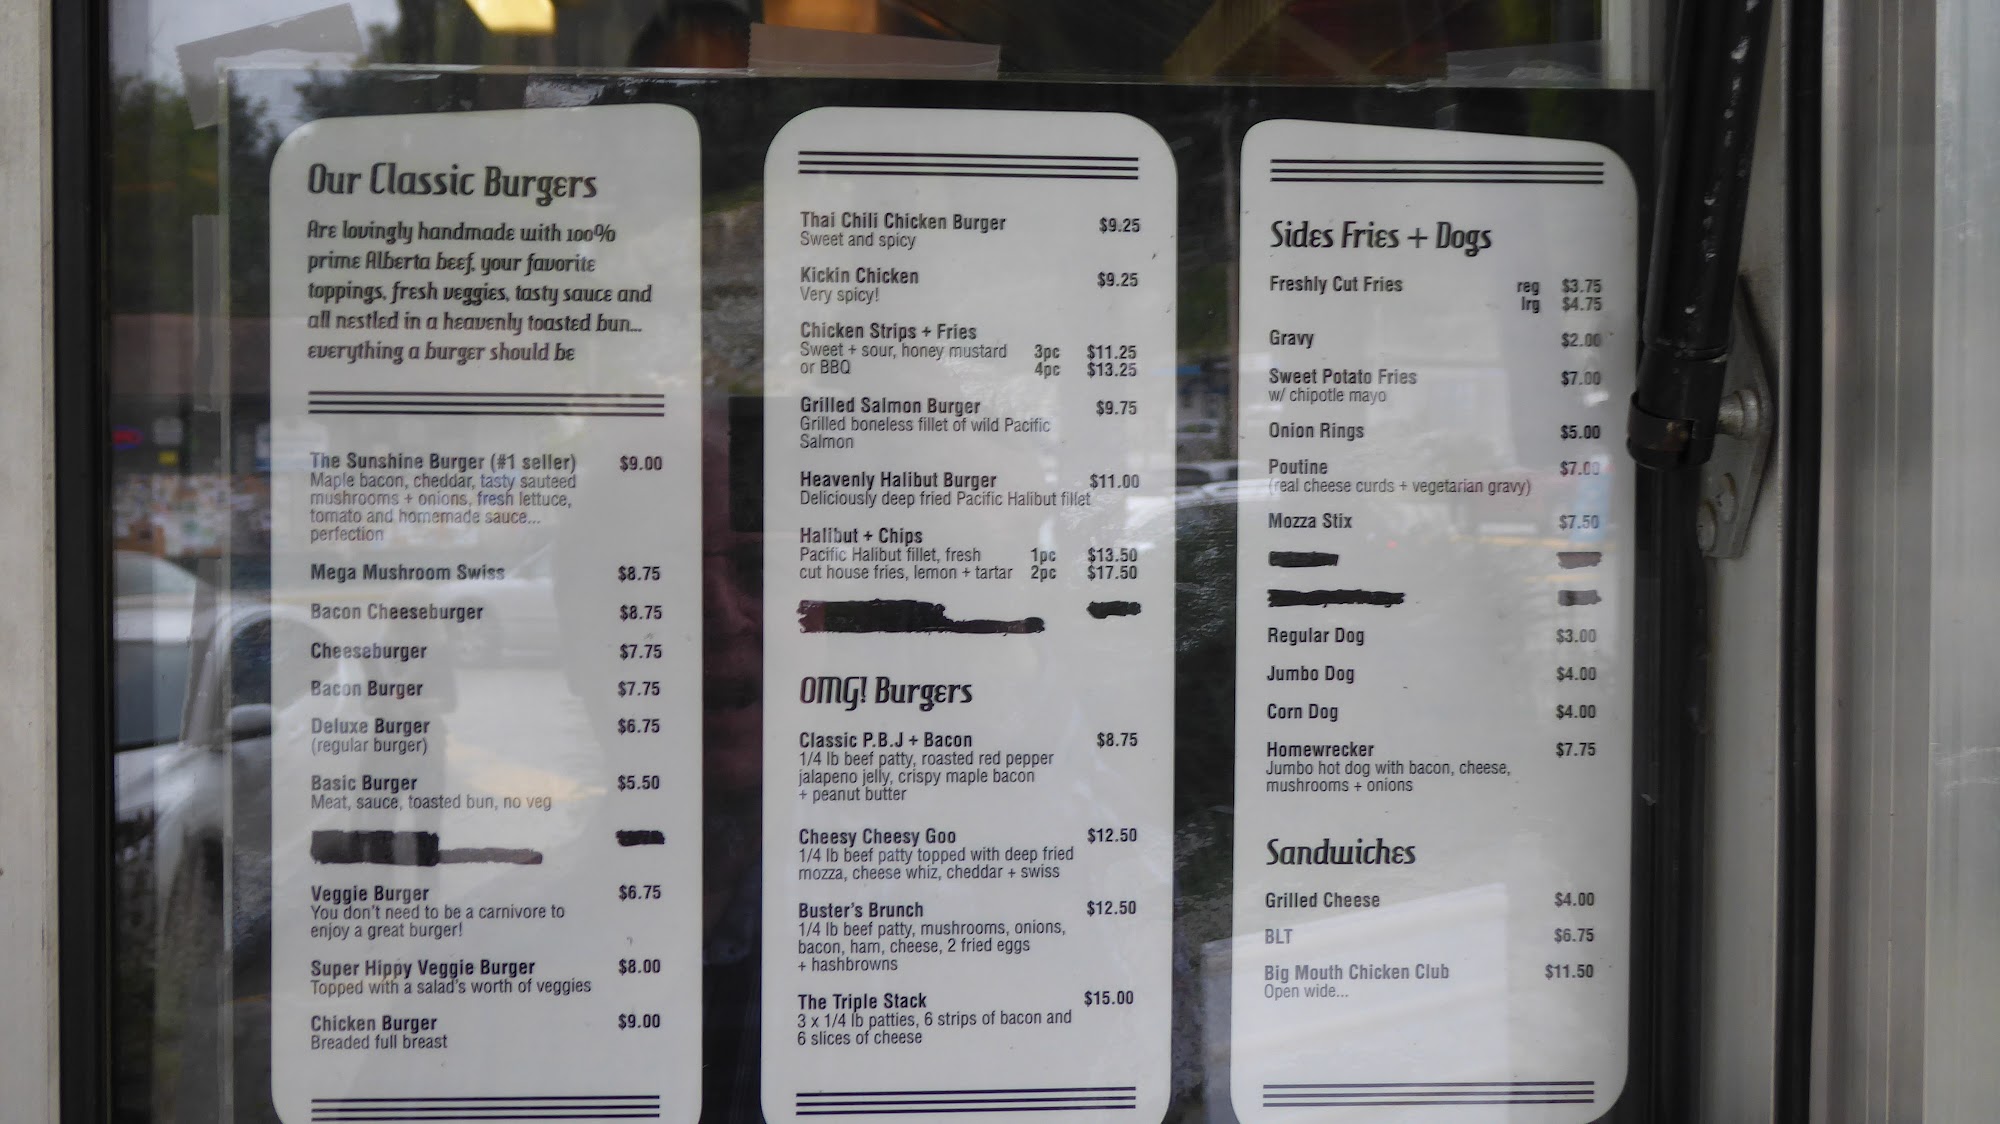 Our Classic Burgers
Are lovingly handmade with 100%
prime Alberta beef, your favorite
toppings, fresh veggies, tasty sauce and
all nestled in a heavenly toasted bun...
everything a burger should be
The Sunshine Burger (#1 seller) $9.00
Maple bacon, cheddar, tasty sauteed
mushrooms + onions, fresh lettuce,
tomato and homemade sauce...
perfection
Mega Mushroom Swiss $8.75
Bacon Cheeseburger $8.75
Cheeseburger $7.75
Bacon Burger $7.75
Deluxe Burger $6.75
(regular burger)
Basic Burger $5.50
Meat, sauce, toasted bun, no veg
Veggie Burger $6.75
You don't need to be a carnivore to
enjoy a great burger!
Super Hippy Veggie Burger $8.00
Topped with a salad's worth of veggies
Chicken Burger $9.00
Breaded full breast
Thai Chili Chicken Burger $9.25
Sweet and spicy
Kickin Chicken $9.25
Very spicy!
Chicken Strips + Fries
Sweet + sour, honey mustard 3pc $11.25
or BBQ 4pc $13.25
Grilled Salmon Burger $9.75
Grilled boneless fillet of wild Pacific
Salmon
Heavenly Halibut Burger $11.00
Deliciously deep fried Pacific Halibut fillet
Halibut + Chips
Pacific Halibut fillet, fresh 1pc $13.50
cut house fries, lemon + tartar 2pc $17.50
OMG! Burgers
Classic P.B.J + Bacon $8.75
1/4 lb beef patty, roasted red pepper
jalapeno jelly, crispy maple bacon
+ peanut butter
Cheesy Cheesy Goo $12.50
1/4 lb beef patty topped with deep fried
mozza, cheese whiz, cheddar + swiss
Buster's Brunch $12.50
1/4 lb beef patty, mushrooms, onions,
bacon, ham, cheese, 2 fried eggs
+ hashbrowns
The Triple Stack $15.00
3 x 1/4 lb patties, 6 strips of bacon and
6 slices of cheese
Sides Fries + Dogs
Freshly Cut Fries reg $3.75
lrg $4.75
Gravy $2.00
Sweet Potato Fries $7.00
w/ chipotle mayo
Onion Rings $5.00
Poutine $7.00
(real cheese curds + vegetarian gravy)
Mozza Stix $7.50
Regular Dog $3.00
Jumbo Dog $4.00
Corn Dog $4.00
Homewrecker $7.75
Jumbo hot dog with bacon, cheese,
mushrooms + onions
Sandwiches
Grilled Cheese $4.00
BLT $6.75
Big Mouth Chicken Club $11.50
Open wide...